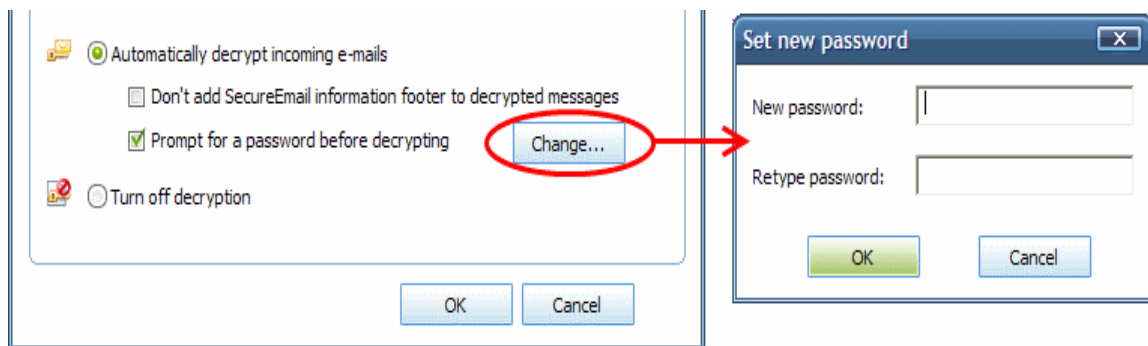 Automatically decrypt incoming e-mails
Don't add SecureEmail information footer to decrypted messages
Prompt for a password before decrypting
Change...
Turn off decryption
OK
Cancel
Set new password
New password:
Retype password:
OK
Cancel